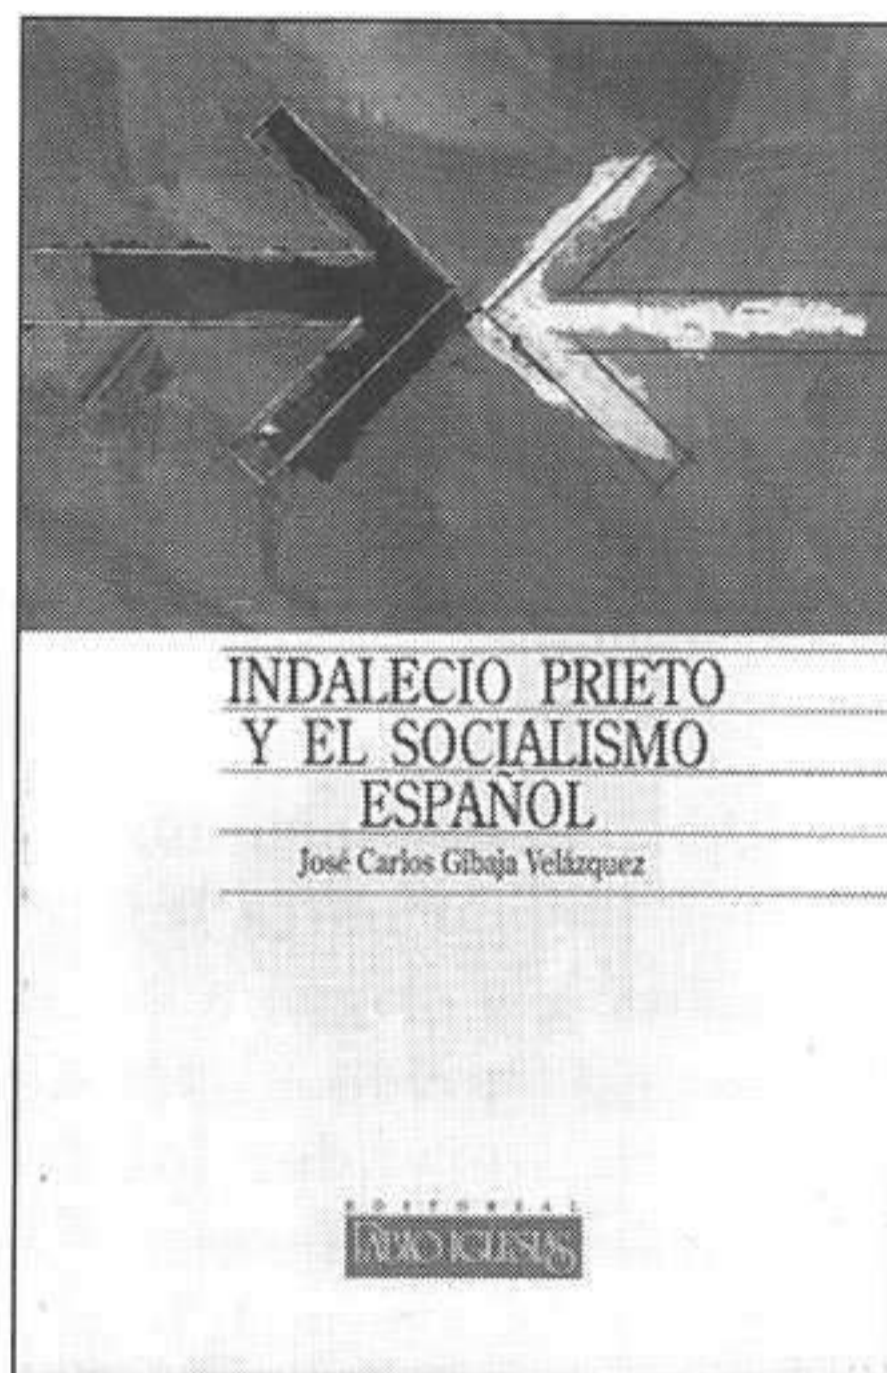 INDALECIO PRIETO
Y EL SOCIALISMO
ESPAÑOL
José Carlos Gibaja Velázquez
EDITORIAL
PABLO IGLESIAS